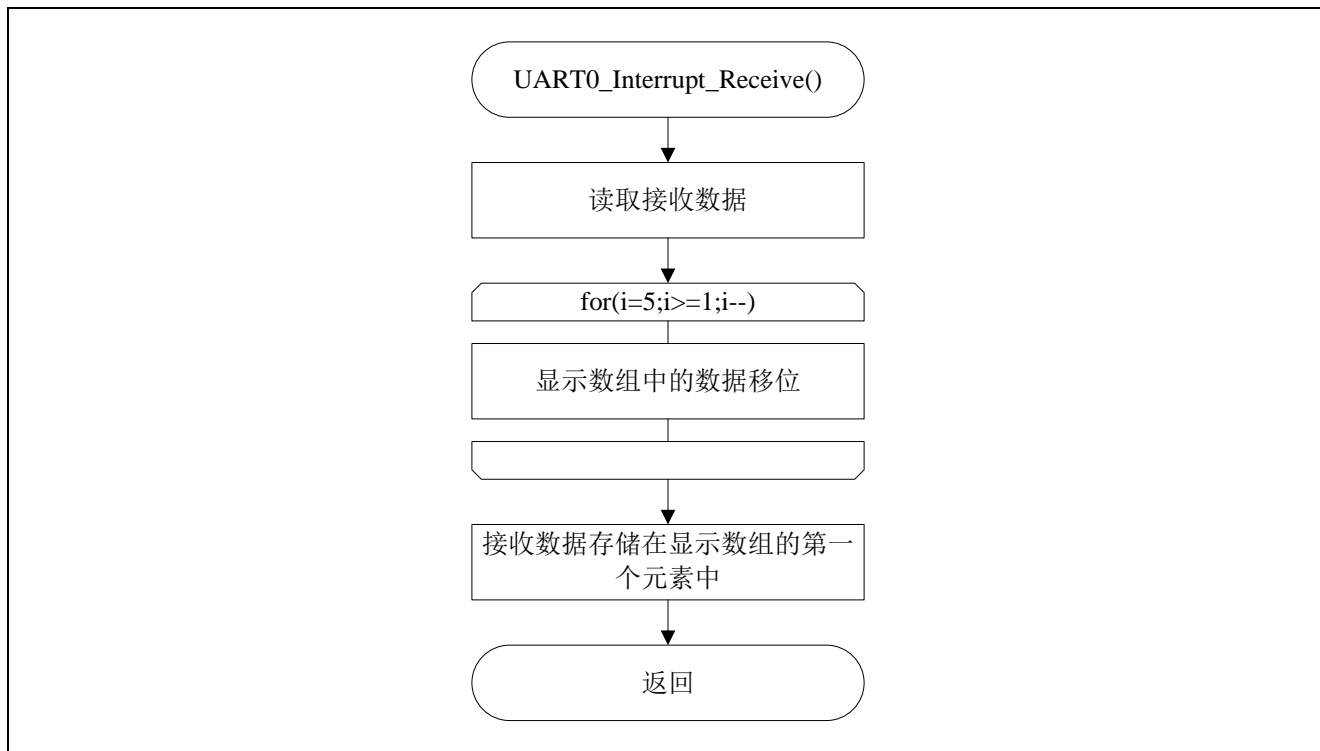 UART0_Interrupt_Receive()
读取接收数据
for(i=5;i>=1;i--)
显示数组中的数据移位
接收数据存储在显示数组的第一
个元素中
返回